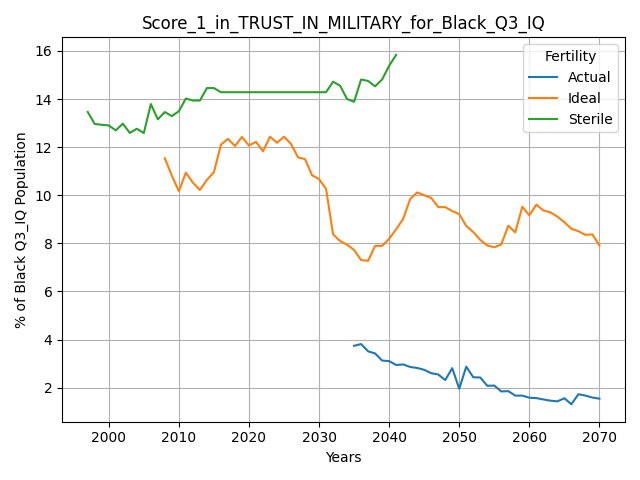 Score_1_in_TRUST_IN_MILITARY_for_Black_Q3_IQ
% of Black Q3_IQ Population
16
14
12
10
8
6
4
2
Fertility
Actual
Ideal
Sterile
2000 2010 2020 2030 2040 2050 2060 2070
Years